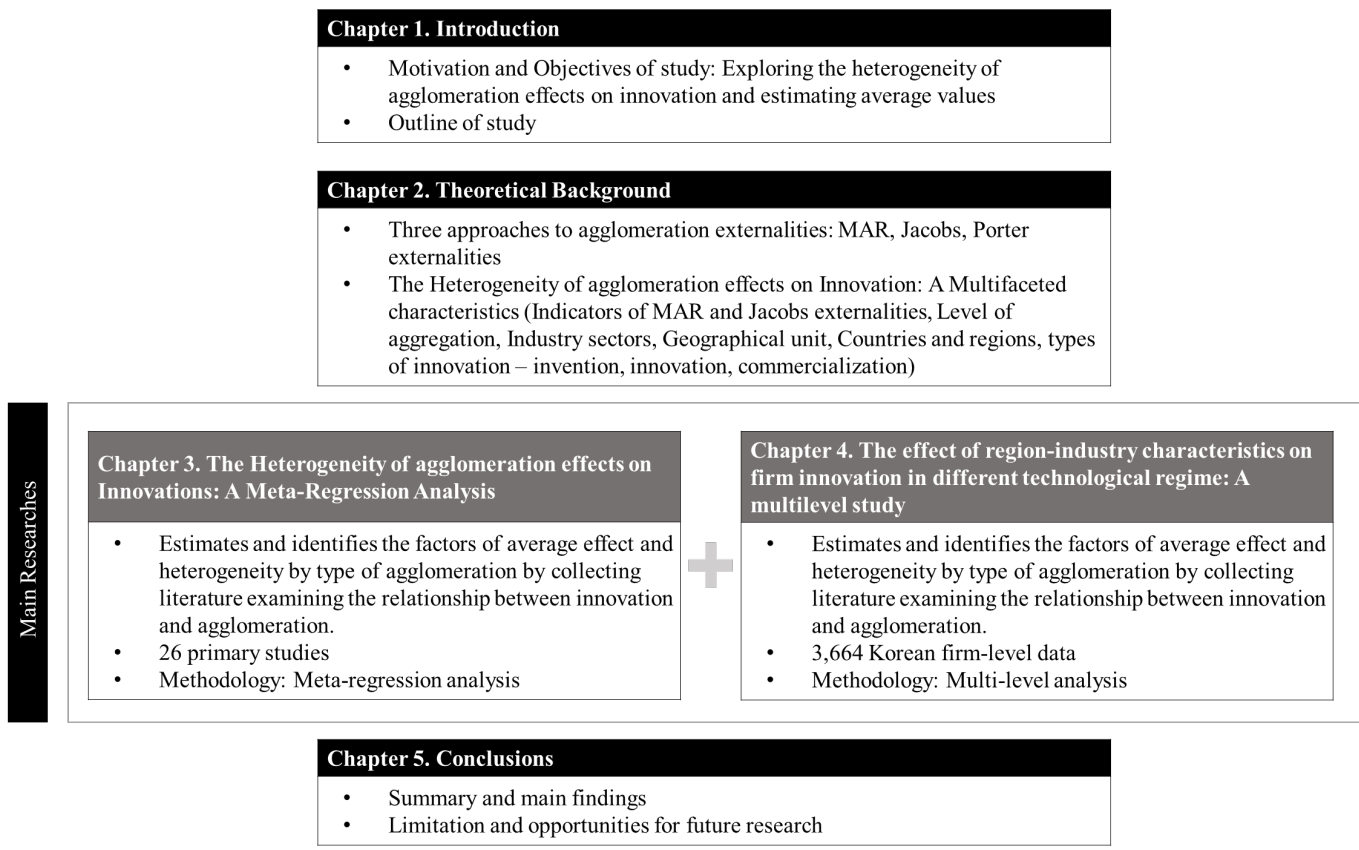 Chapter 1. Introduction
• Motivation and Objectives of study: Exploring the heterogeneity of
agglomeration effects on innovation and estimating average values
• Outline of study
Chapter 2. Theoretical Background
• Three approaches to agglomeration externalities: MAR, Jacobs, Porter
externalities
• The Heterogeneity of agglomeration effects on Innovation: A Multifaceted
characteristics (Indicators of MAR and Jacobs externalities, Level of
aggregation, Industry sectors, Geographical unit, Countries and regions, types
of innovation – invention, innovation, commercialization)
Main Researches
Chapter 3. The Heterogeneity of agglomeration effects on
Innovations: A Meta-Regression Analysis
• Estimates and identifies the factors of average effect and
heterogeneity by type of agglomeration by collecting
literature examining the relationship between innovation
and agglomeration.
• 26 primary studies
• Methodology: Meta-regression analysis
Chapter 4. The effect of region-industry characteristics on
firm innovation in different technological regime: A
multilevel study
• Estimates and identifies the factors of average effect and
heterogeneity by type of agglomeration by collecting
literature examining the relationship between innovation
and agglomeration.
• 3,664 Korean firm-level data
• Methodology: Multi-level analysis
Chapter 5. Conclusions
• Summary and main findings
• Limitation and opportunities for future research